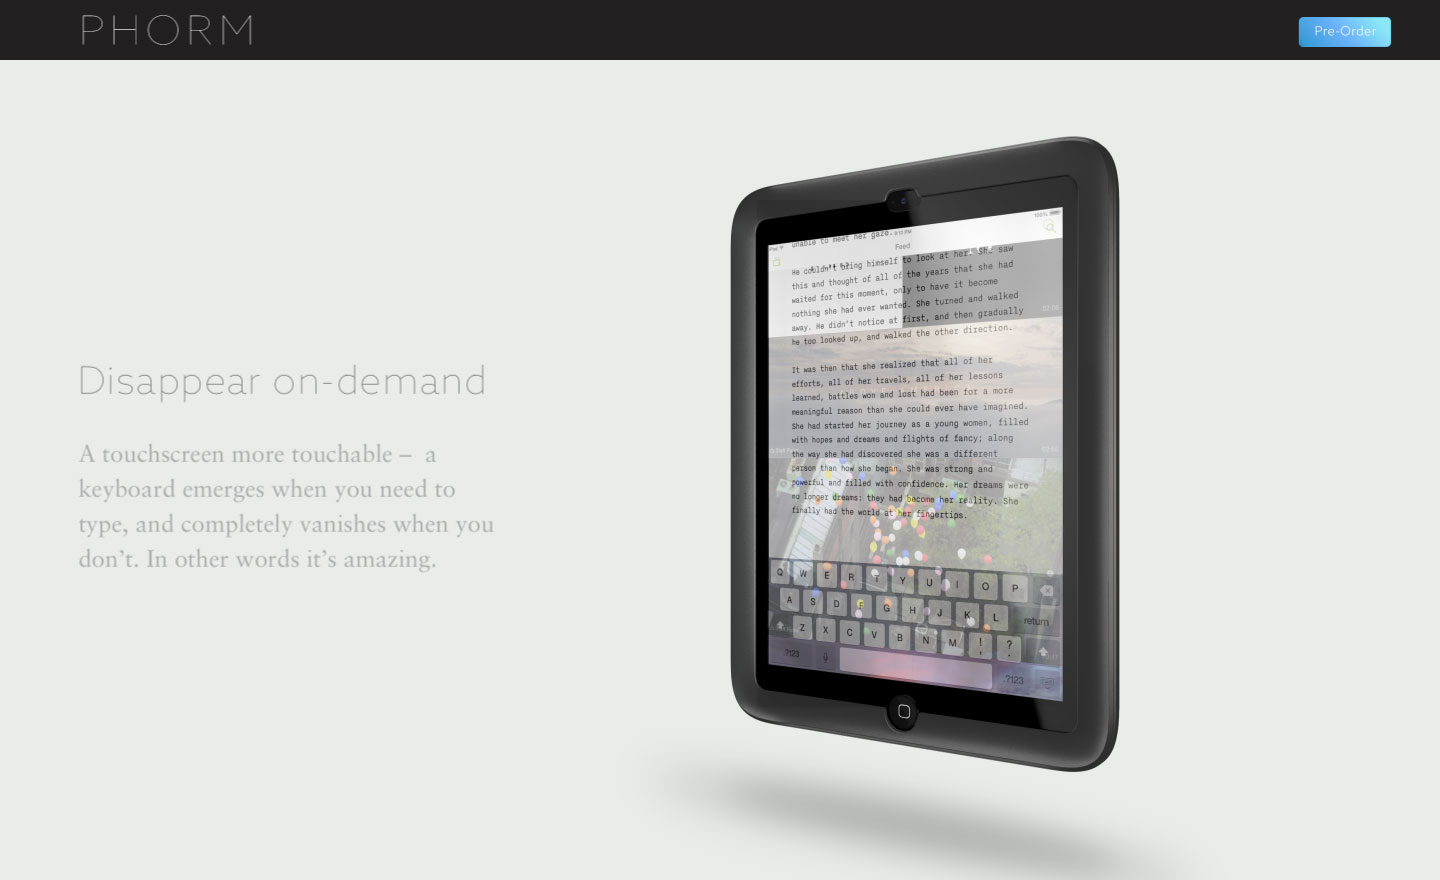 PHORM
Pre-Order
Disappear on-demand
A touchscreen more touchable – a
keyboard emerges when you need to
type, and completely vanishes when you
don't. In other words it's amazing.
100%
unable to meet her gaze.
Feed
He couldn't bring himself to look at her. She saw
this and thought of all of the years that she had
waited for this moment, only to have it become
nothing she had ever wanted. She turned and walked
away. He didn't notice at first, and then gradually
he too looked up, and walked the other direction.
It was then that she realized that all of her
efforts, all of her travels, all of her lessons
learned, battles won and lost had been for a more
meaningful reason than she could ever have imagined.
She had started her journey as a young women, filled
with hopes and dreams and flights of fancy; along
the way she had discovered she was a different
person than how she began. She was strong and
powerful and filled with confidence. Her dreams were
no longer dreams: they had become her reality. She
finally had the world at her fingertips.
Q W E R T Y U I O P
A S D F G H J K L return
Z X C V B N M ! , ? .
.?123 .?123